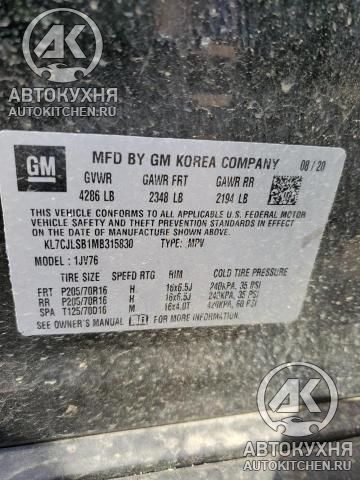 АК
АВТОКУХНЯ
AUTOKITCHEN.RU
GM
MFD BY GM KOREA COMPANY 08/20
GVWR GAWR FRT GAWR RR
4286 LB 2348 LB 2194 LB
THIS VEHICLE CONFORMS TO ALL APPLICABLE U.S. FEDERAL MOTOR
VEHICLE SAFETY AND THEFT PREVENTION STANDARDS IN EFFECT
ON THE DATE OF MANUFACTURE SHOWN ABOVE.
KL7CJLSB1MB315830 TYPE: MPV
MODEL : 1JV76
TIRE SIZE SPEED RTG RIM COLD TIRE PRESSURE
FRT P205/70R16 H 16x6.5J 240KPA, 35 PSI
RR P205/70R16 H 16x6.5J 240KPA, 35 PSI
SPA T125/70D16 M 16x4.0T 420KPA, 60 PSI
SEE OWNER'S MANUAL FOR MORE INFORMATION
АК
АВТОКУХНЯ
AUTOKITCHEN.RU